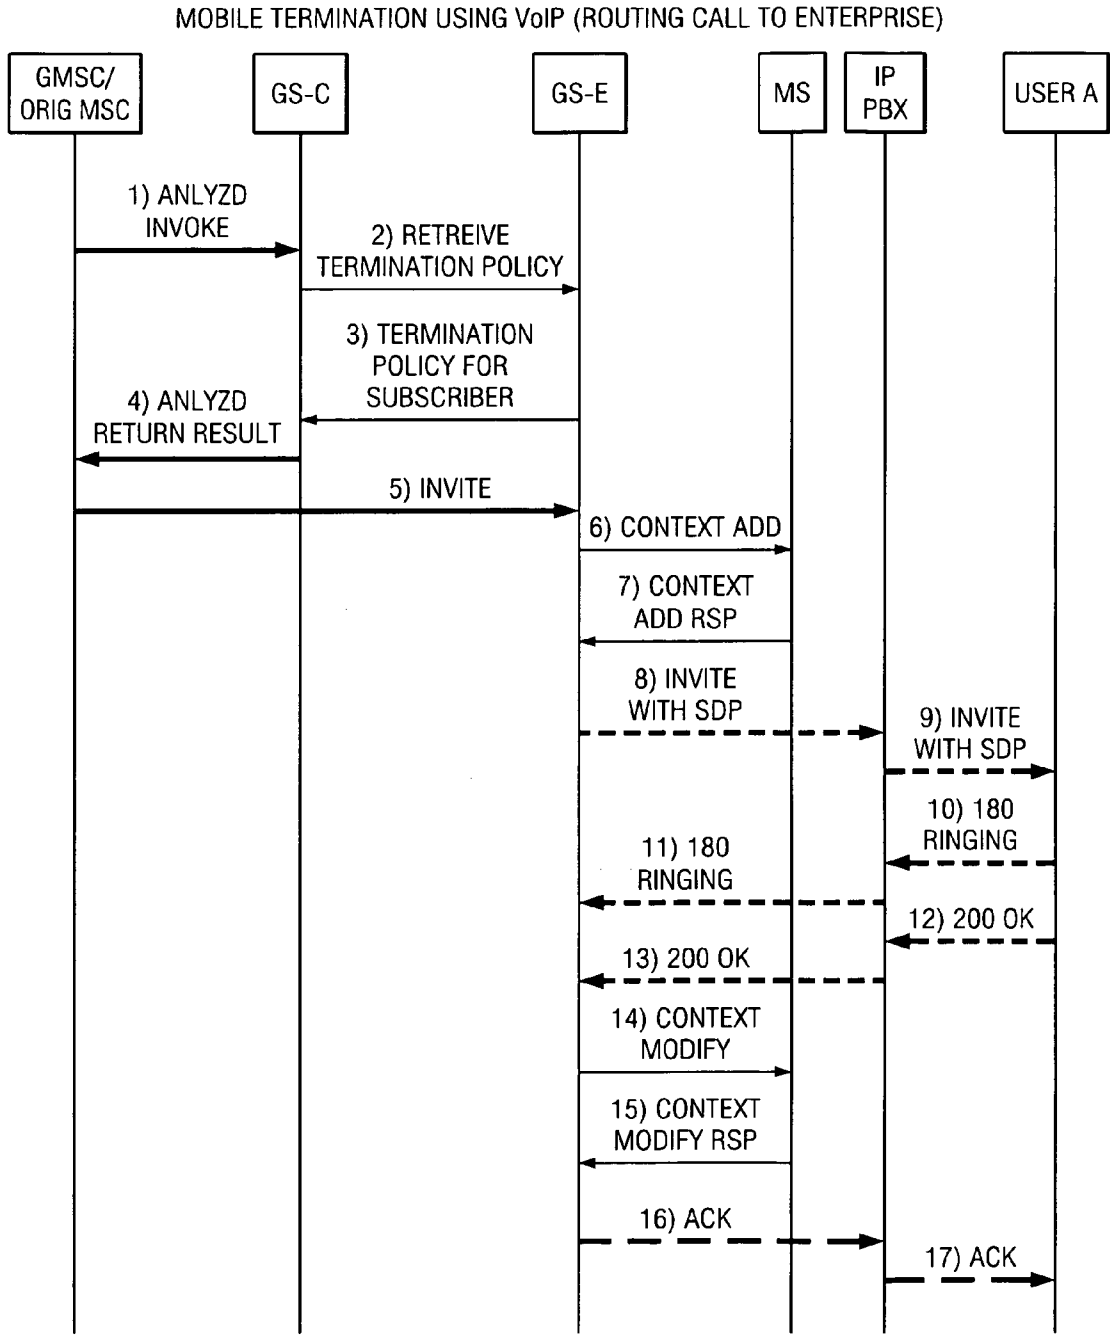 MOBILE TERMINATION USING VoIP (ROUTING CALL TO ENTERPRISE)
GMSC/
ORIG MSC
GS-C
GS-E
MS
IP
PBX
USER A
1) ANLYZD
INVOKE
2) RETREIVE
TERMINATION POLICY
3) TERMINATION
POLICY FOR
SUBSCRIBER
4) ANLYZD
RETURN RESULT
5) INVITE
6) CONTEXT ADD
7) CONTEXT
ADD RSP
8) INVITE
WITH SDP
9) INVITE
WITH SDP
10) 180
RINGING
11) 180
RINGING
12) 200 OK
13) 200 OK
14) CONTEXT
MODIFY
15) CONTEXT
MODIFY RSP
16) ACK
17) ACK